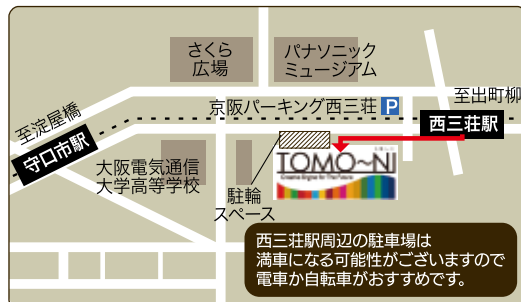 さくら
広場
パナソニック
ミュージアム
至淀屋橋
京阪パーキング西三荘
P
至出町柳
守口市駅
西三荘駅
大阪電気通信
大学高等学校
駐輪
スペース
TOMO~NI
Creative Engine for The Future
西三荘駅周辺の駐車場は
満車になる可能性がございますので
電車か自転車がおすすめです。